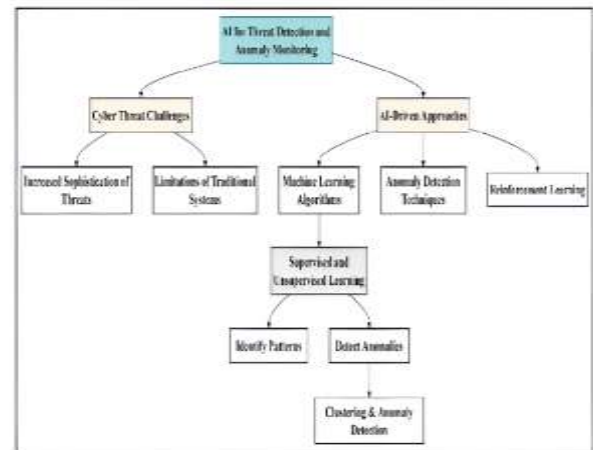 AI for Threat Detection and
Anomaly Monitoring
Cyber Threat Challenges
AI-Driven Approaches
Increased Sophistication of
Threats
Limitations of Traditional
Systems
Machine Learning
Algorithms
Anomaly Detection
Techniques
Reinforcement Learning
Supervised and
Unsupervised Learning
Identify Patterns
Detect Anomalies
Clustering & Anomaly
Detection